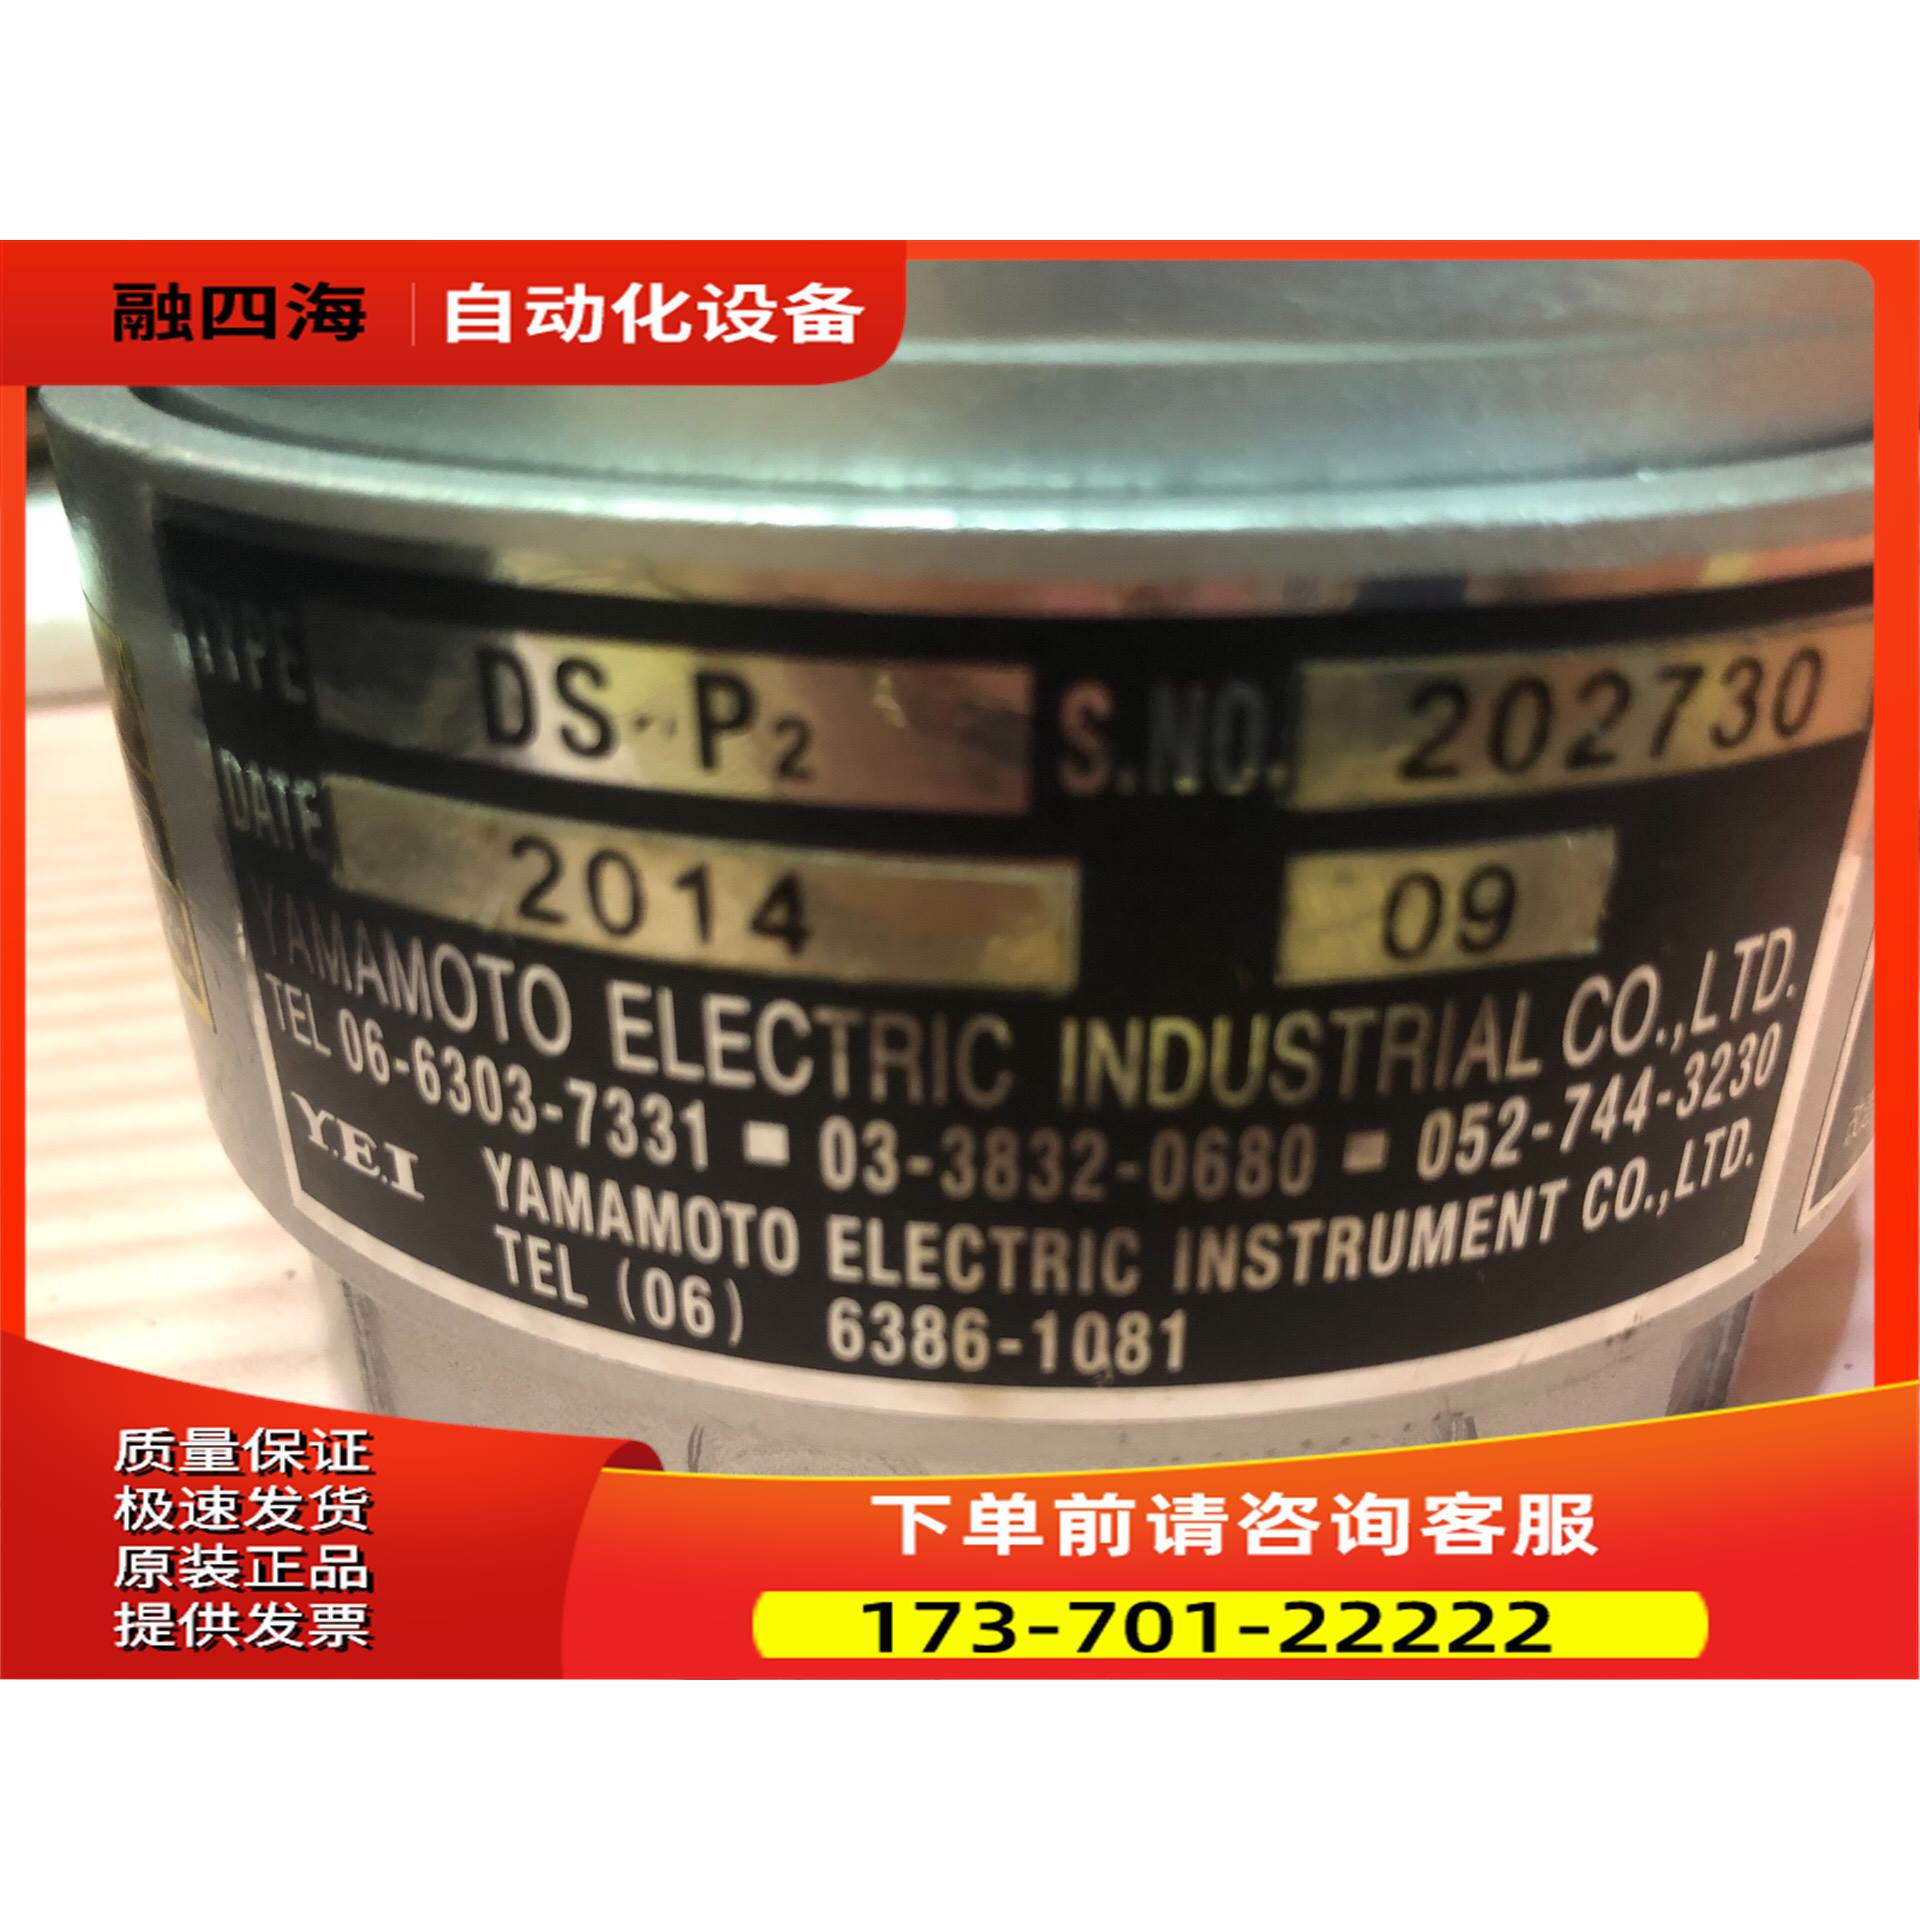 融四海 自动化设备
TYPE DS-P2 S.NO. 202730
DATE 2014 09
YAMAMOTO ELECTRIC INDUSTRIAL CO.,LTD.
TEL 06-6303-7331 ■ 03-3832-0680 ■ 052-744-3230
Y.E.I YAMAMOTO ELECTRIC INSTRUMENT CO.,LTD.
TEL (06) 6386-1081
质量保证
极速发货
原装正品
提供发票
下单前请咨询客服
173-701-22222